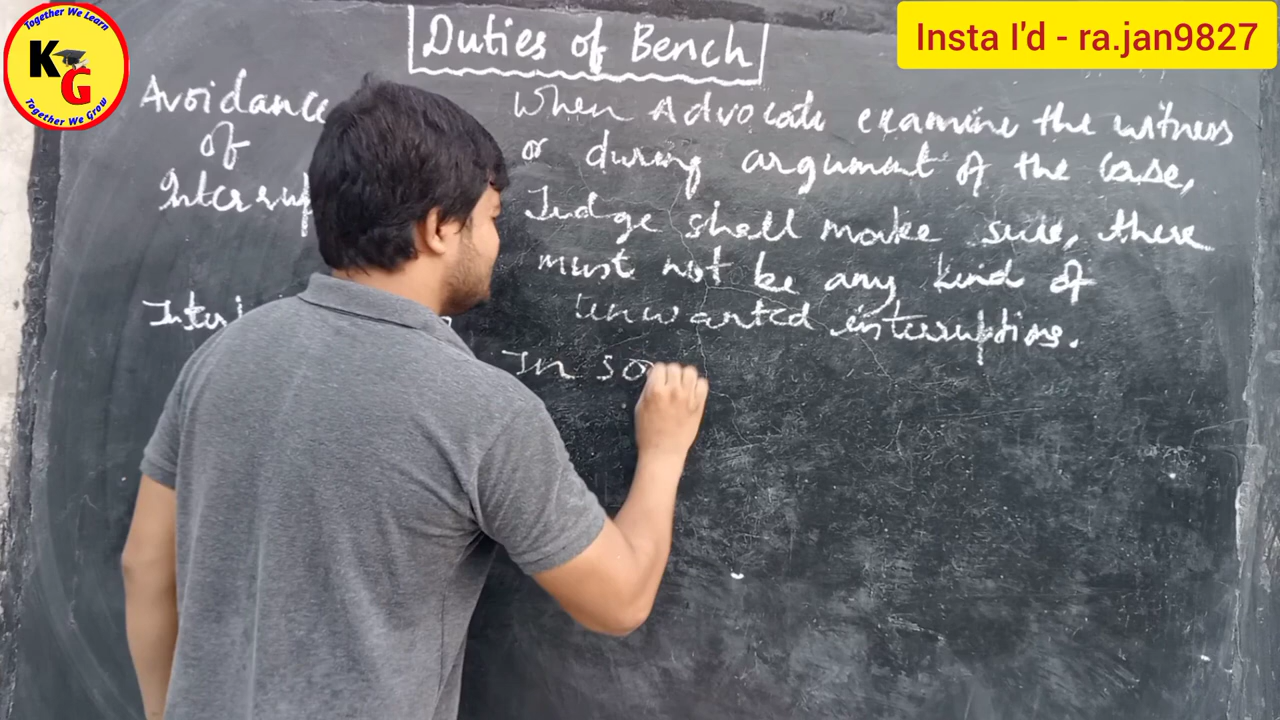 Together We Learn
KG
Together We Grow
Insta I'd - ra.jan9827
Duties of Bench
Avoidance
of
Interrup
When Advocate examine the witness
or during argument of the case,
Judge shall make sure, there
must not be any kind of
Unwanted interruptions.
Inter
In so